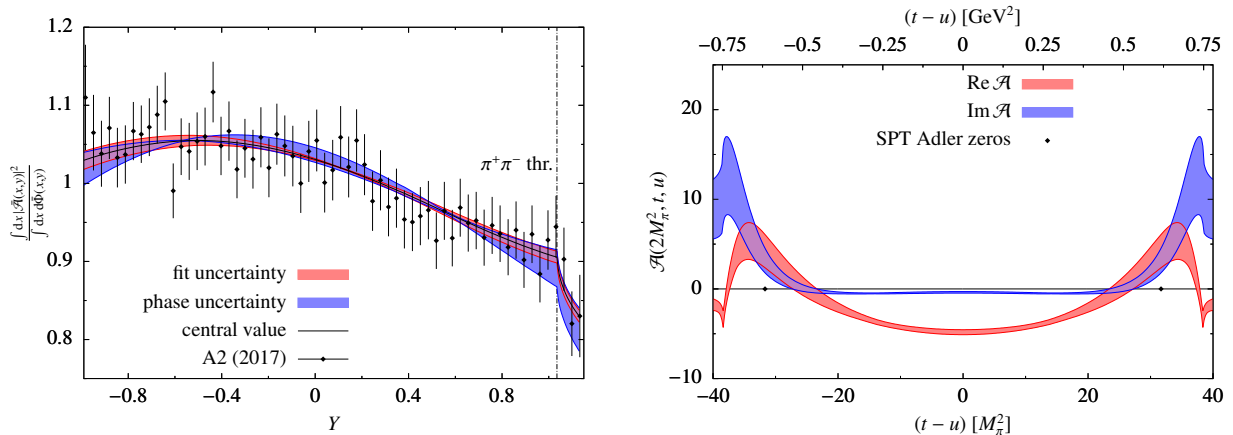 1.2
1.1
1
0.9
0.8
∫ dx |Ā(x,y)|²
∫ dx dΦ̄(x,y)
π⁺π⁻ thr.
fit uncertainty
phase uncertainty
central value
A2 (2017)
−0.8 −0.4 0 0.4 0.8
Y
(t − u) [GeV²]
−0.75 −0.5 −0.25 0 0.25 0.5 0.75
20
10
0
−10
𝒜(2M²π, t, u)
Re 𝒜
Im 𝒜
SPT Adler zeros
−40 −20 0 20 40
(t − u) [M²π]